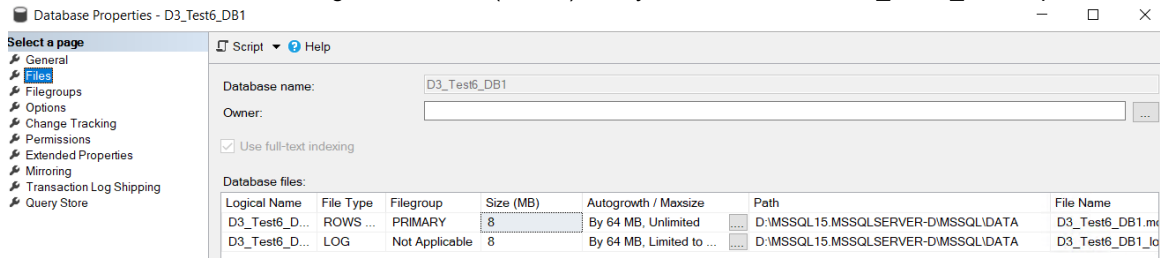 Database Properties - D3_Test6_DB1
Select a page
General
Files
Filegroups
Options
Change Tracking
Permissions
Extended Properties
Mirroring
Transaction Log Shipping
Query Store
Script Help
Database name: D3_Test6_DB1
Owner: ...
Use full-text indexing
Database files:
Logical Name File Type Filegroup Size (MB) Autogrowth / Maxsize Path File Name
D3_Test6_D... ROWS ... PRIMARY 8 By 64 MB, Unlimited ... D:\MSSQL15.MSSQLSERVER-D\MSSQL\DATA D3_Test6_DB1.m
D3_Test6_D... LOG Not Applicable 8 By 64 MB, Limited to ... ... D:\MSSQL15.MSSQLSERVER-D\MSSQL\DATA D3_Test6_DB1_lo